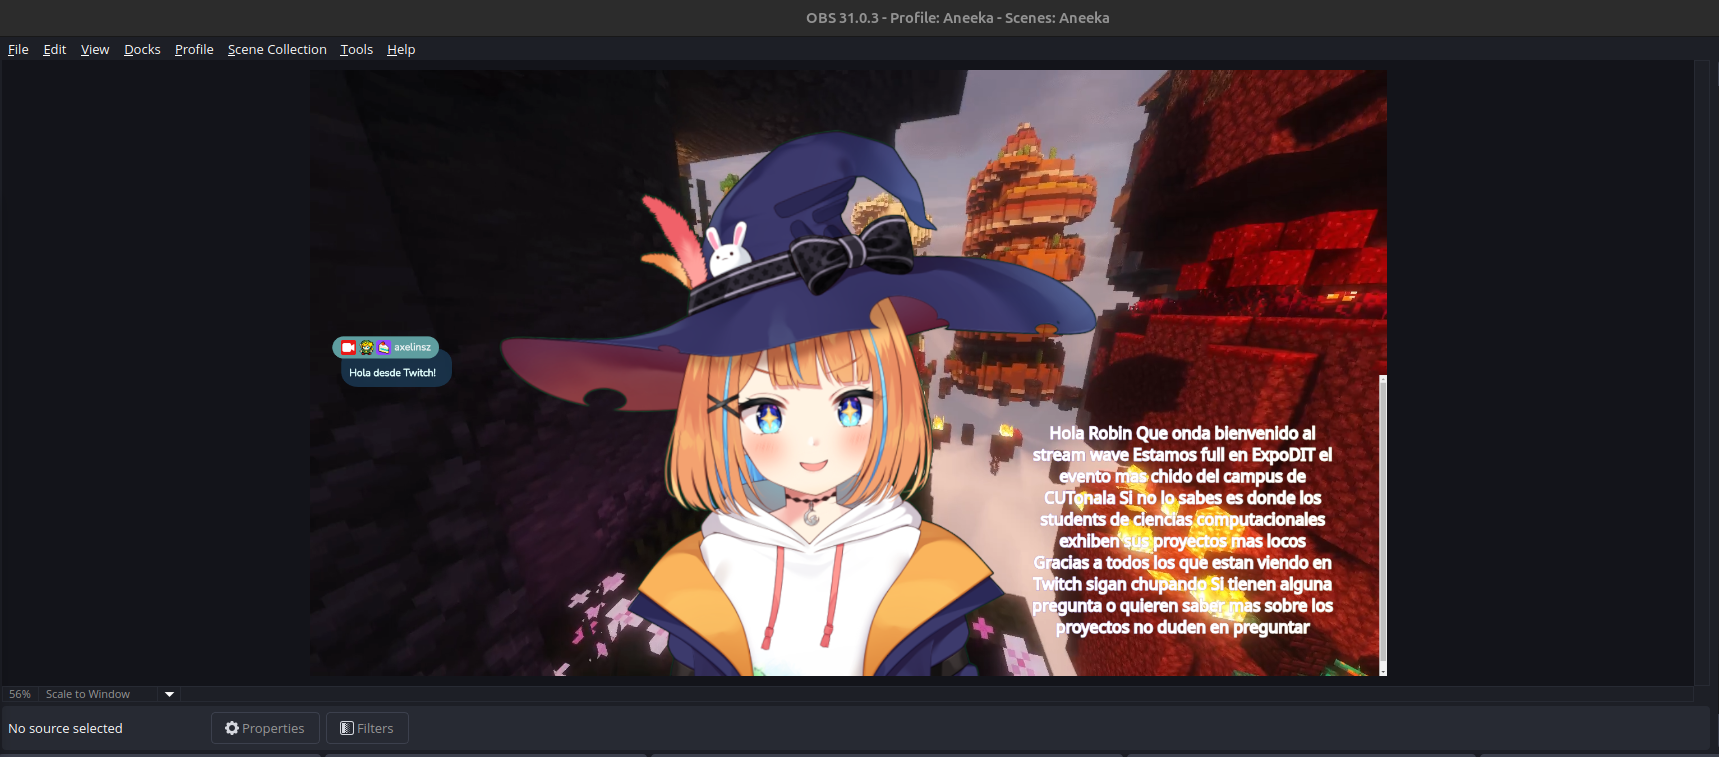 OBS 31.0.3 - Profile: Aneeka - Scenes: Aneeka
File Edit View Docks Profile Scene Collection Tools Help
axelinsz
Hola desde Twitch!
Hola Robin Que onda bienvenido al
stream wave Estamos full en ExpoDIT el
evento mas chido del campus de
CUTonala Si no lo sabes es donde los
students de ciencias computacionales
exhiben sus proyectos mas locos
Gracias a todos los que estan viendo en
Twitch sigan chupando Si tienen alguna
pregunta o quieren saber mas sobre los
proyectos no duden en preguntar
56% Scale to Window
No source selected Properties Filters